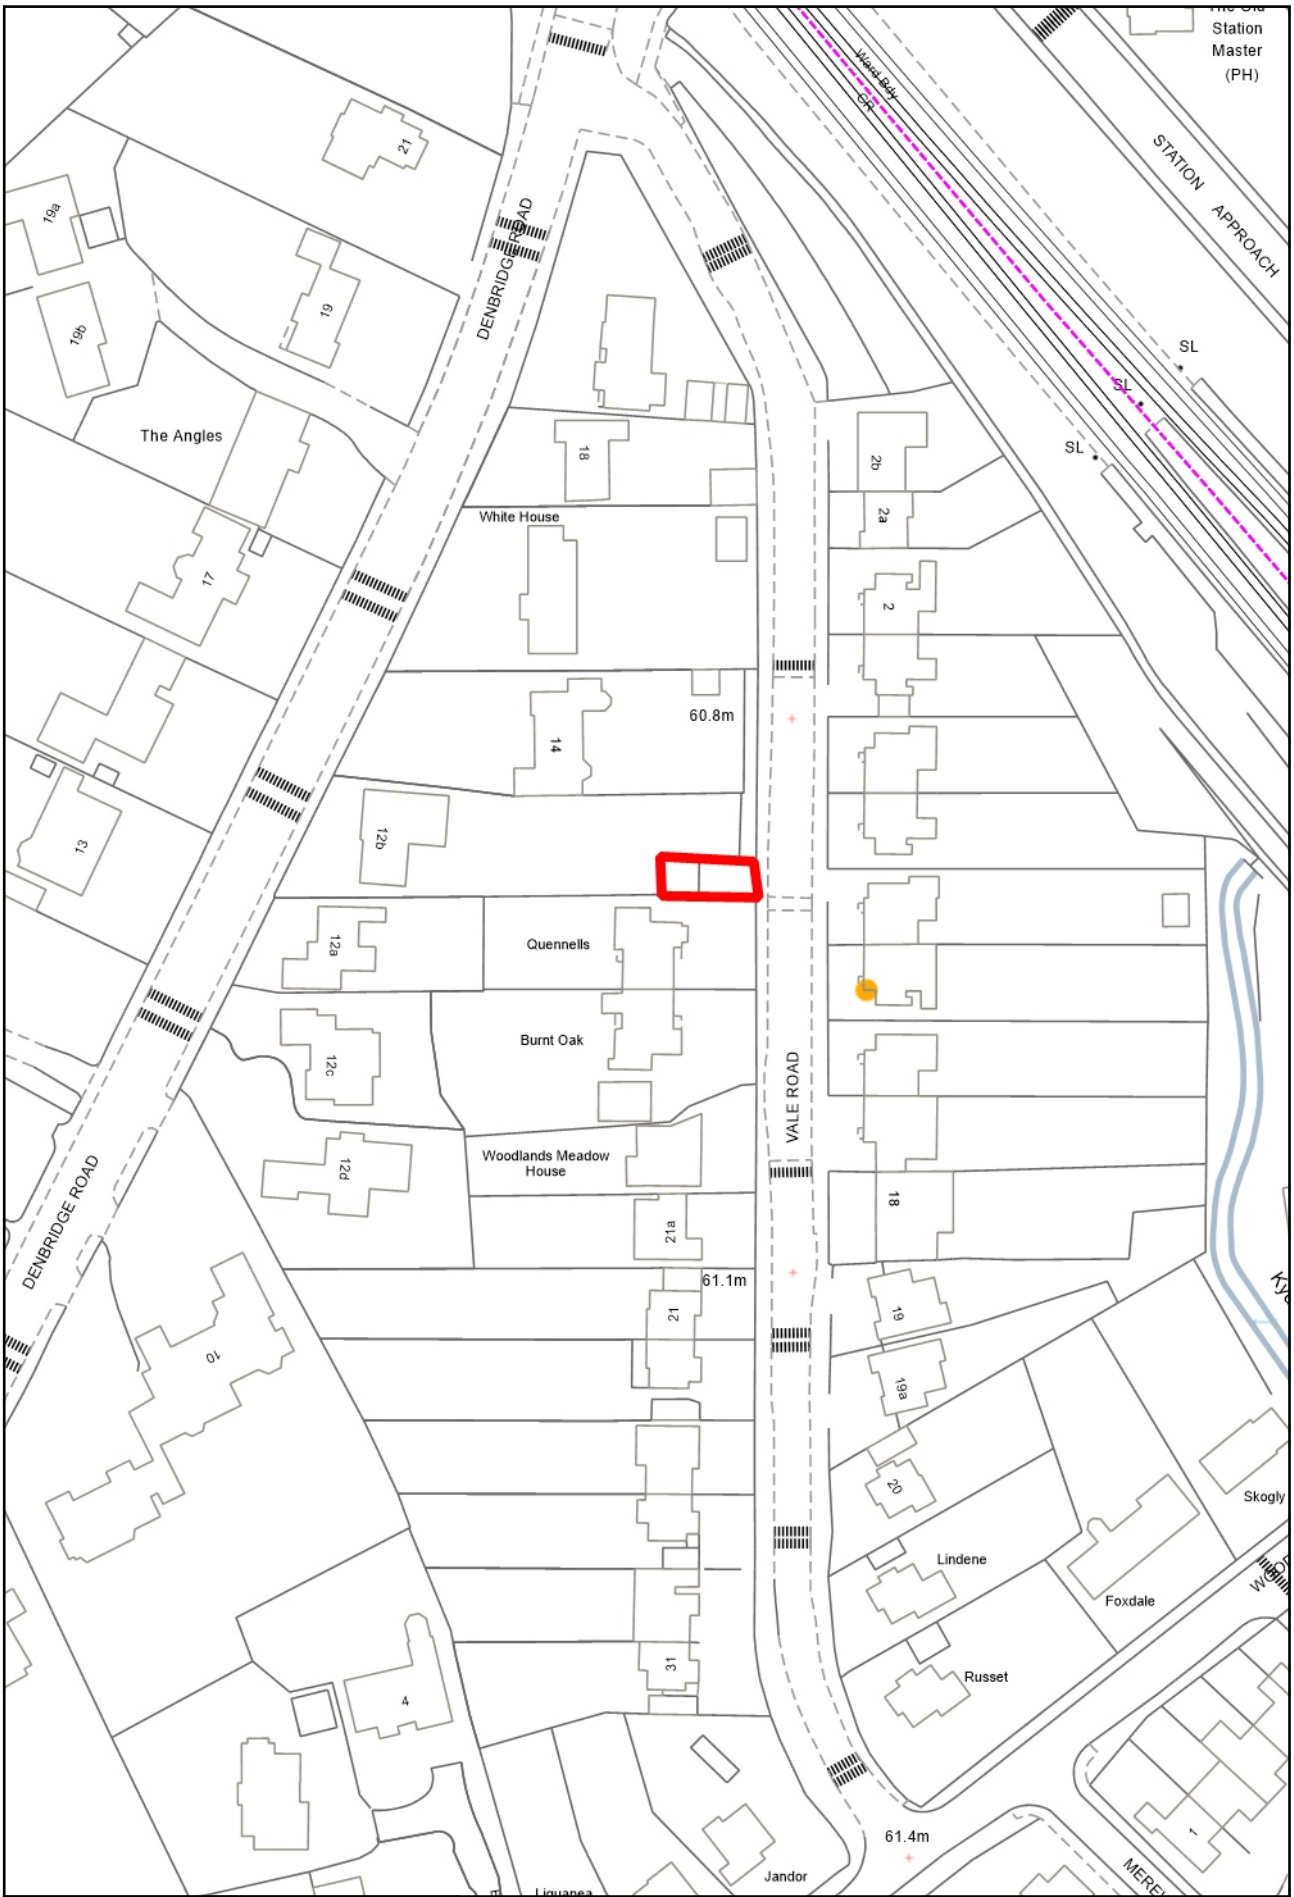 Station
Master
(PH)
Ward Bdy
CR
STATION APPROACH
21
19a
19b
19
DENBRIDGE ROAD
SL
SL
SL
The Angles
18
2b
2a
White House
17
2
60.8m
14
12b
13
12a
Quennells
12c
Burnt Oak
VALE ROAD
12d
Woodlands Meadow
House
18
DENBRIDGE ROAD
21a
61.1m
21
19
10
19a
20
Skogly
Lindene
Foxdale
31
Russet
4
61.4m
1
Jandor